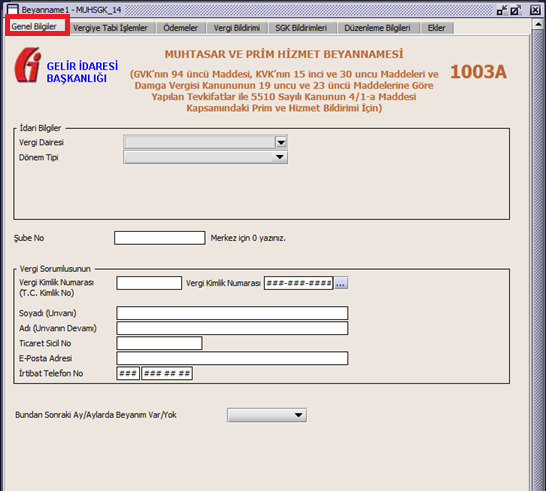 Beyanname1 - MUHSGK_14
Genel Bilgiler Vergiye Tabi İşlemler Ödemeler Vergi Bildirimi SGK Bildirimleri Düzenleme Bilgileri Ekler
GELİR İDARESİ
BAŞKANLIĞI
MUHTASAR VE PRİM HİZMET BEYANNAMESİ
1003A
(GVK'nın 94 üncü Maddesi, KVK'nın 15 inci ve 30 uncu Maddeleri ve
Damga Vergisi Kanununun 19 uncu ve 23 üncü Maddelerine Göre
Yapılan Tevkifatlar ile 5510 Sayılı Kanunun 4/1-a Maddesi
Kapsamındaki Prim ve Hizmet Bildirimi İçin)
İdari Bilgiler
Vergi Dairesi
Dönem Tipi
Şube No Merkez için 0 yazınız.
Vergi Sorumlusunun
Vergi Kimlik Numarası
(T.C. Kimlik No)
Vergi Kimlik Numarası ###-###-#### ...
Soyadı (Unvanı)
Adı (Unvanın Devamı)
Ticaret Sicil No
E-Posta Adresi
İrtibat Telefon No ### ### ## ##
Bundan Sonraki Ay/Aylarda Beyanım Var/Yok